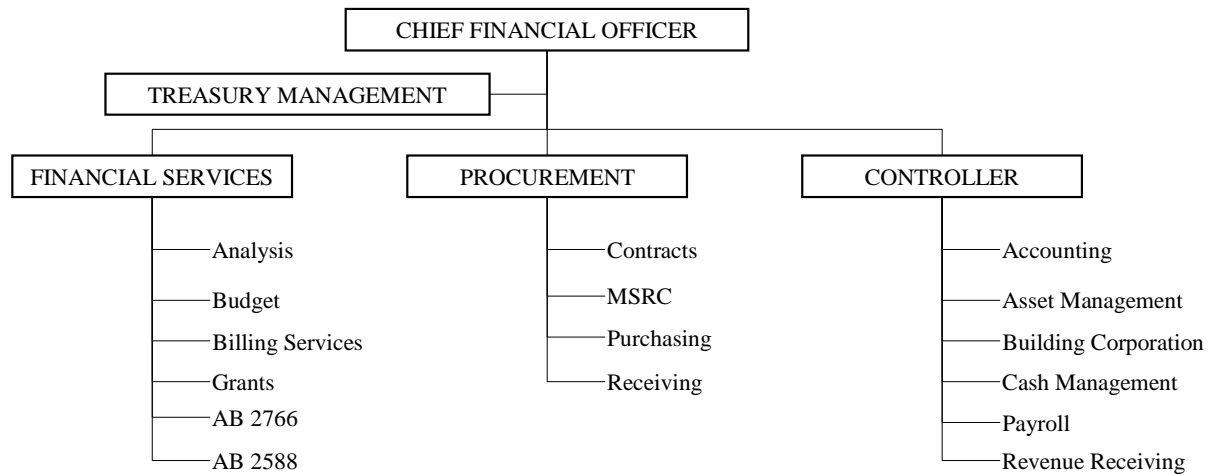 CHIEF FINANCIAL OFFICER
TREASURY MANAGEMENT
FINANCIAL SERVICES
Analysis
Budget
Billing Services
Grants
AB 2766
AB 2588
PROCUREMENT
Contracts
MSRC
Purchasing
Receiving
CONTROLLER
Accounting
Asset Management
Building Corporation
Cash Management
Payroll
Revenue Receiving